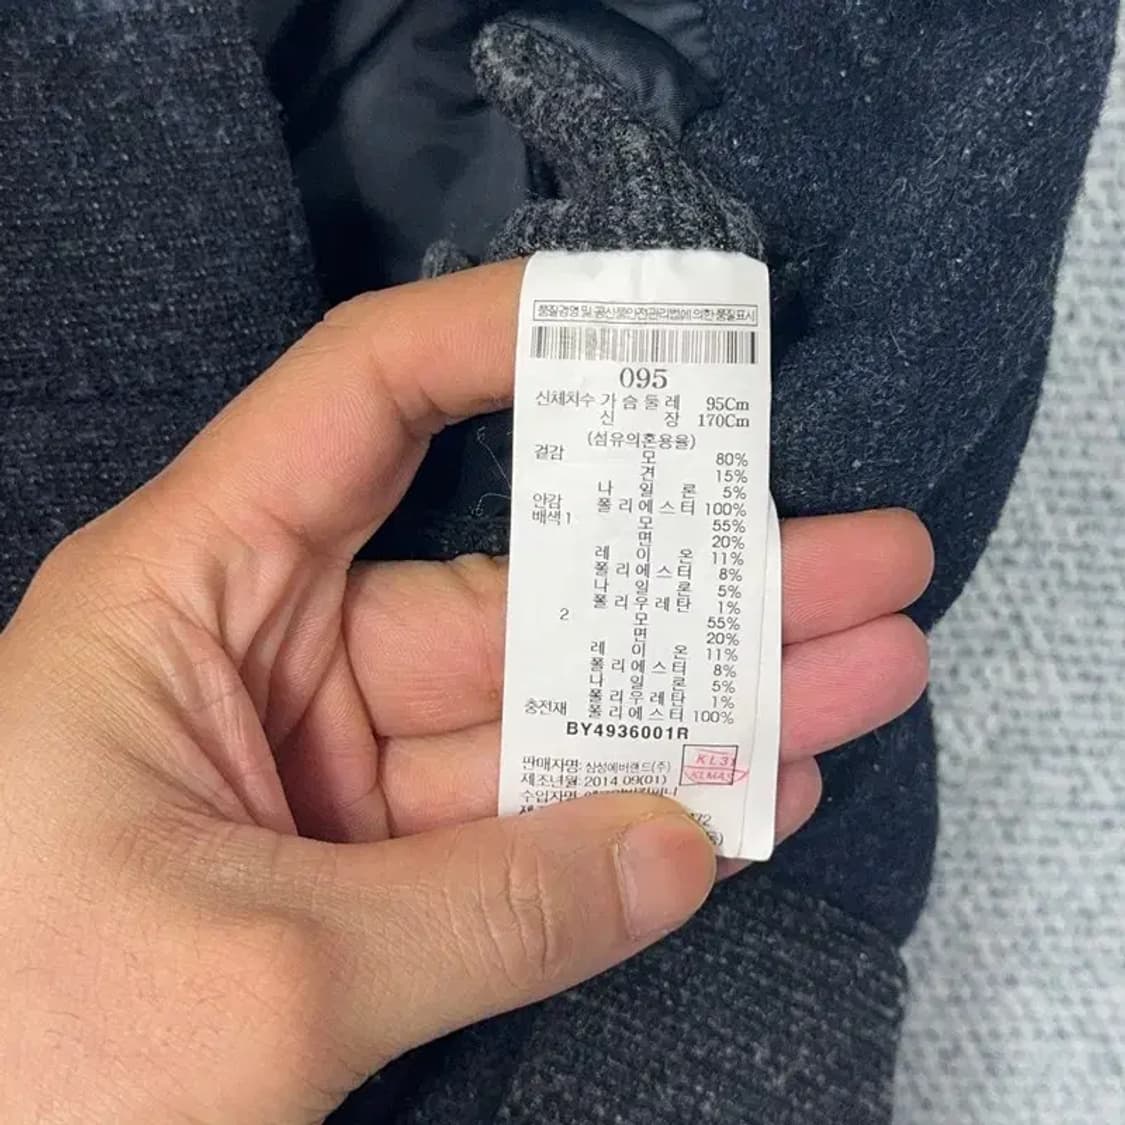 품질경영 및 공산품안전관리법에 의한 품질표시
095
신체치수 가슴둘레 95Cm
신장 170Cm
(섬유의혼용율)
겉감 모 80%
견 15%
나일론 5%
안감 폴리에스터 100%
배색1 모 55%
면 20%
레이온 11%
폴리에스터 8%
나일론 5%
폴리우레탄 1%
2 모 55%
면 20%
레이온 11%
폴리에스터 8%
나일론 5%
폴리우레탄 1%
충전재 폴리에스터 100%
BY4936001R
KL31
KLMAS
판매자명: 삼성에버랜드(주)
제조년월: 2014 09(01)
수입자명: